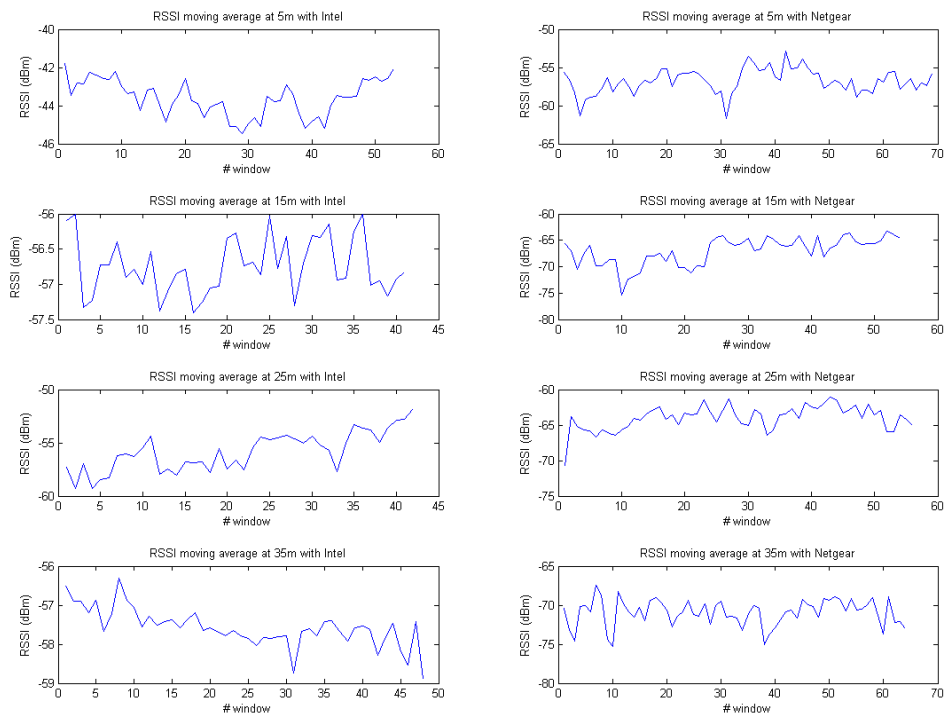 RSSI moving average at 5m with Intel
-40
-42
-44
-46
RSSI (dBm)
0 10 20 30 40 50 60
# window
RSSI moving average at 5m with Netgear
-50
-55
-60
-65
RSSI (dBm)
0 10 20 30 40 50 60 70
# window
RSSI moving average at 15m with Intel
-56
-56.5
-57
-57.5
RSSI (dBm)
0 5 10 15 20 25 30 35 40 45
# window
RSSI moving average at 15m with Netgear
-60
-65
-70
-75
-80
RSSI (dBm)
0 10 20 30 40 50 60
# window
RSSI moving average at 25m with Intel
-50
-55
-60
RSSI (dBm)
0 5 10 15 20 25 30 35 40 45
# window
RSSI moving average at 25m with Netgear
-60
-65
-70
-75
RSSI (dBm)
0 10 20 30 40 50 60
# window
RSSI moving average at 35m with Intel
-56
-57
-58
-59
RSSI (dBm)
0 5 10 15 20 25 30 35 40 45 50
# window
RSSI moving average at 35m with Netgear
-65
-70
-75
-80
RSSI (dBm)
0 10 20 30 40 50 60 70
# window